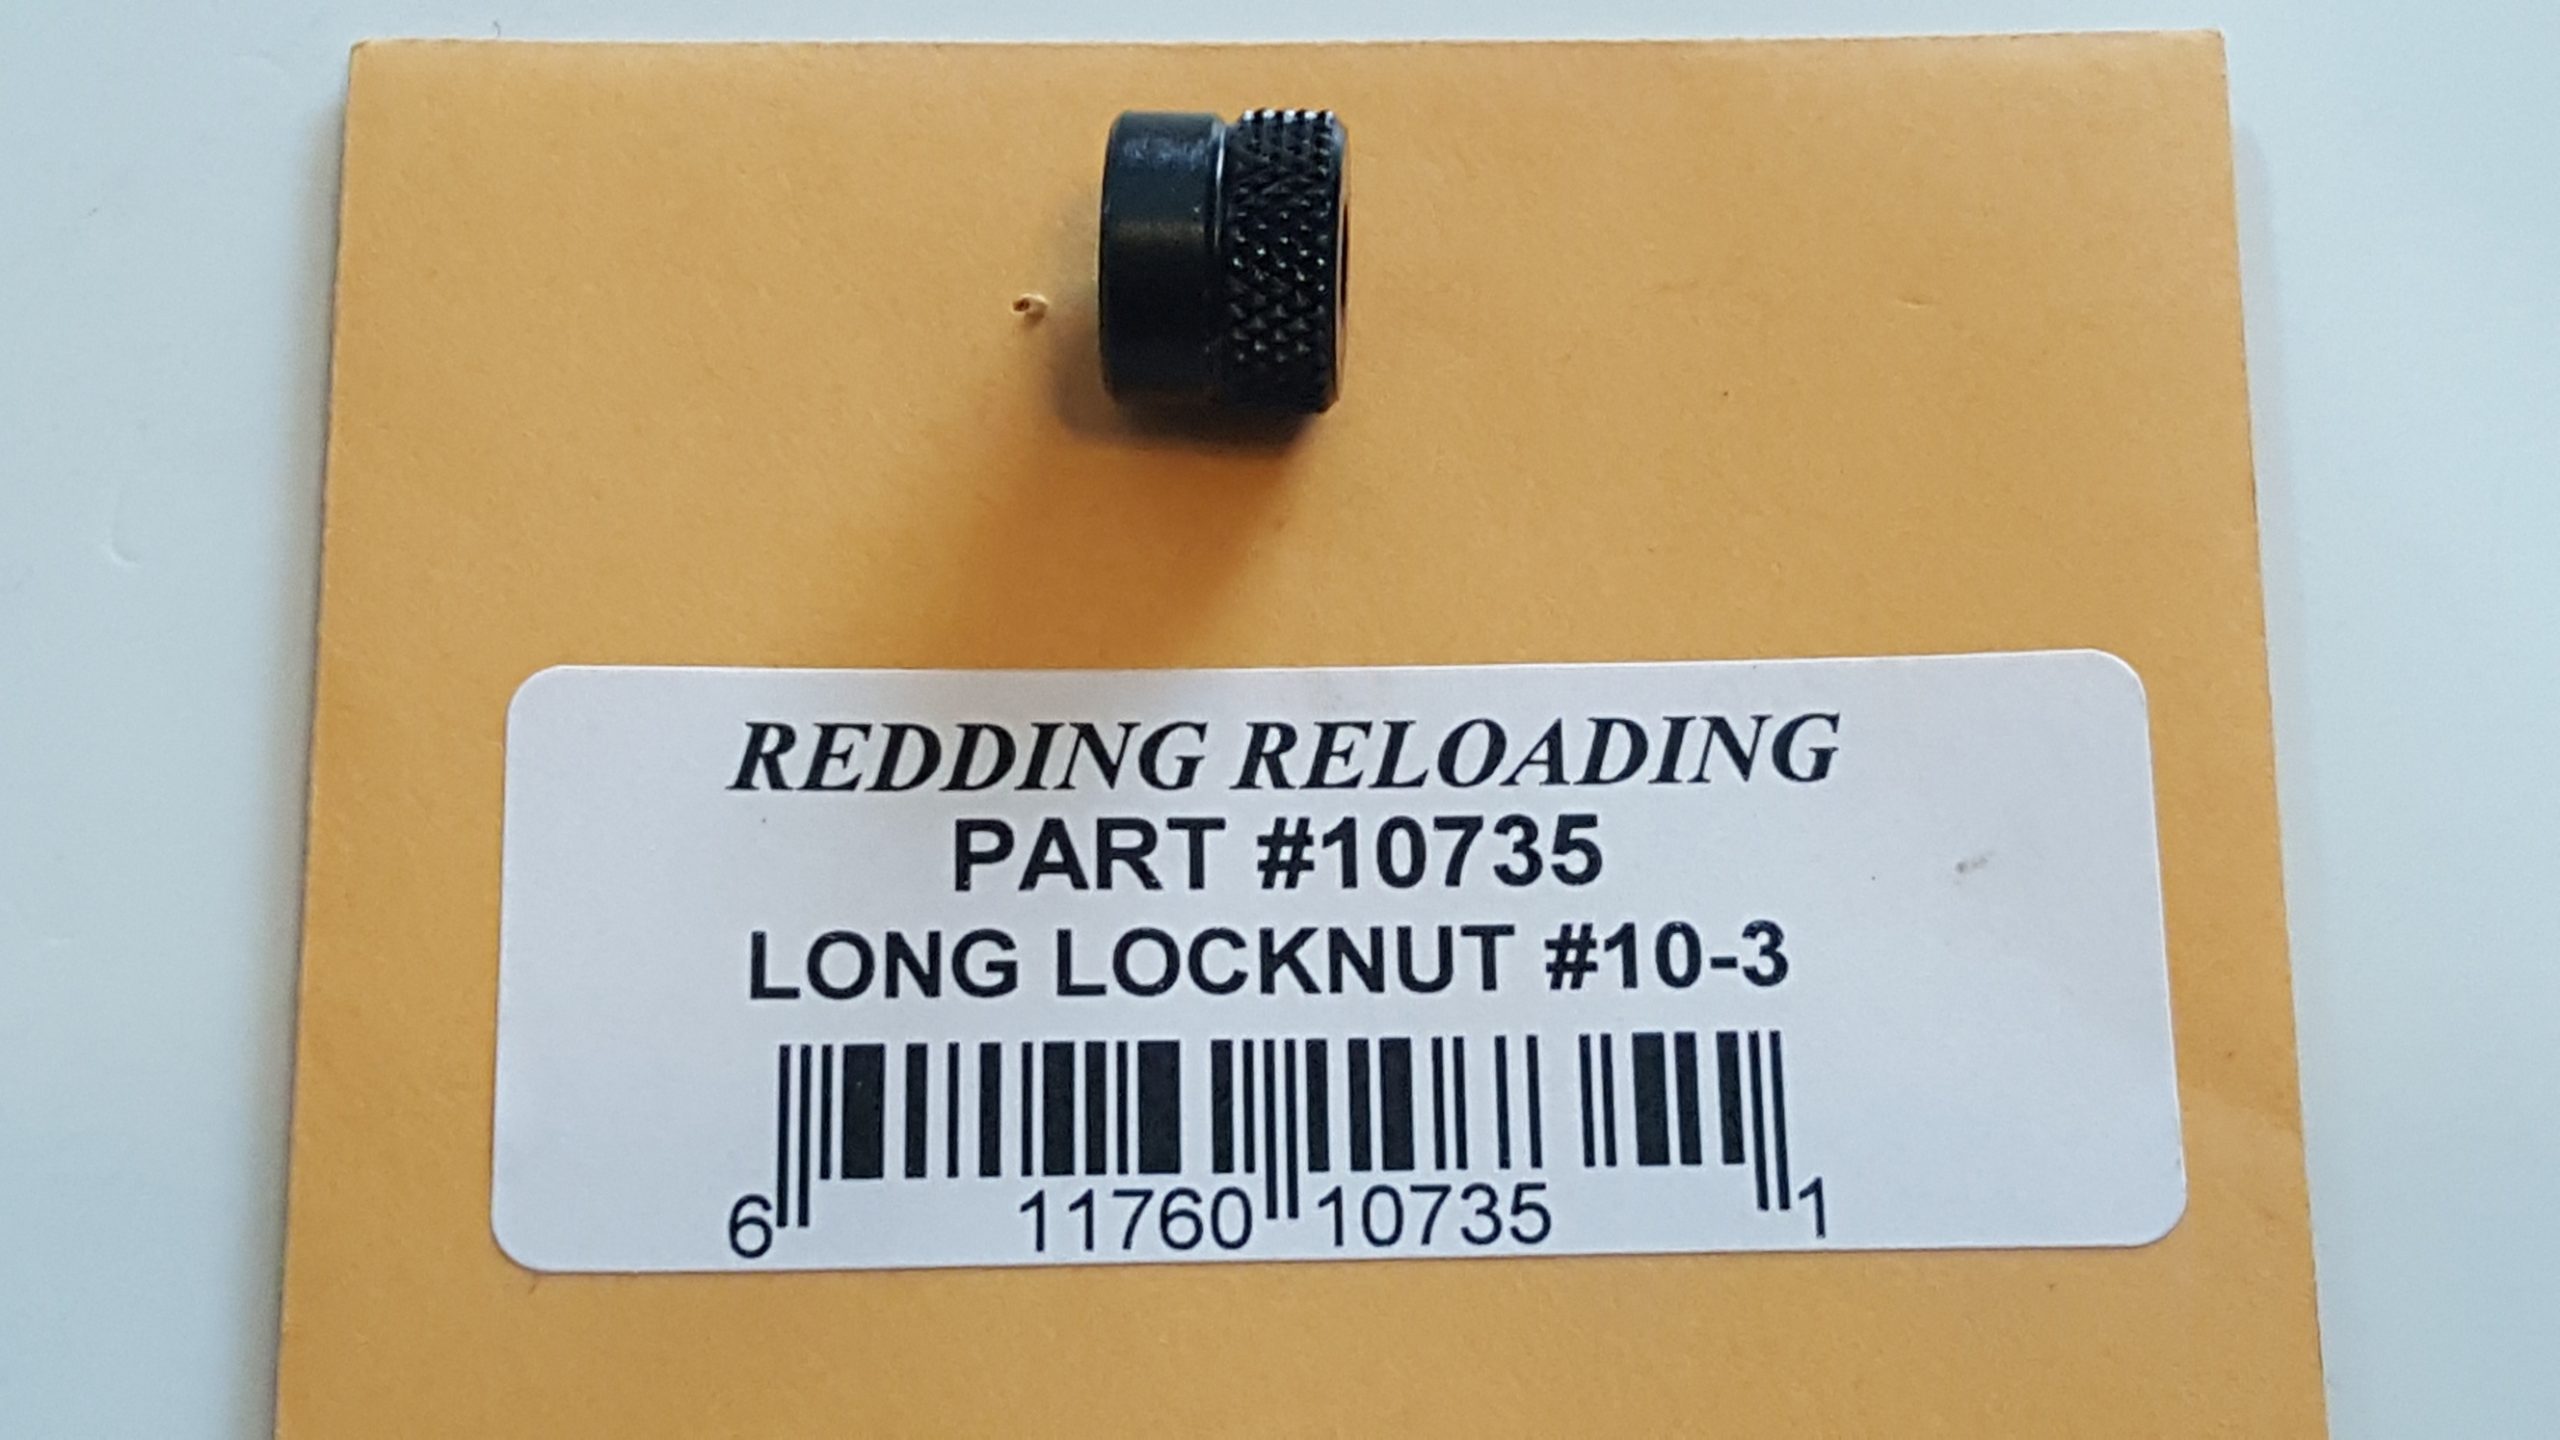 REDDING RELOADING
PART #10735
LONG LOCKNUT #10-3
6 11760 10735 1